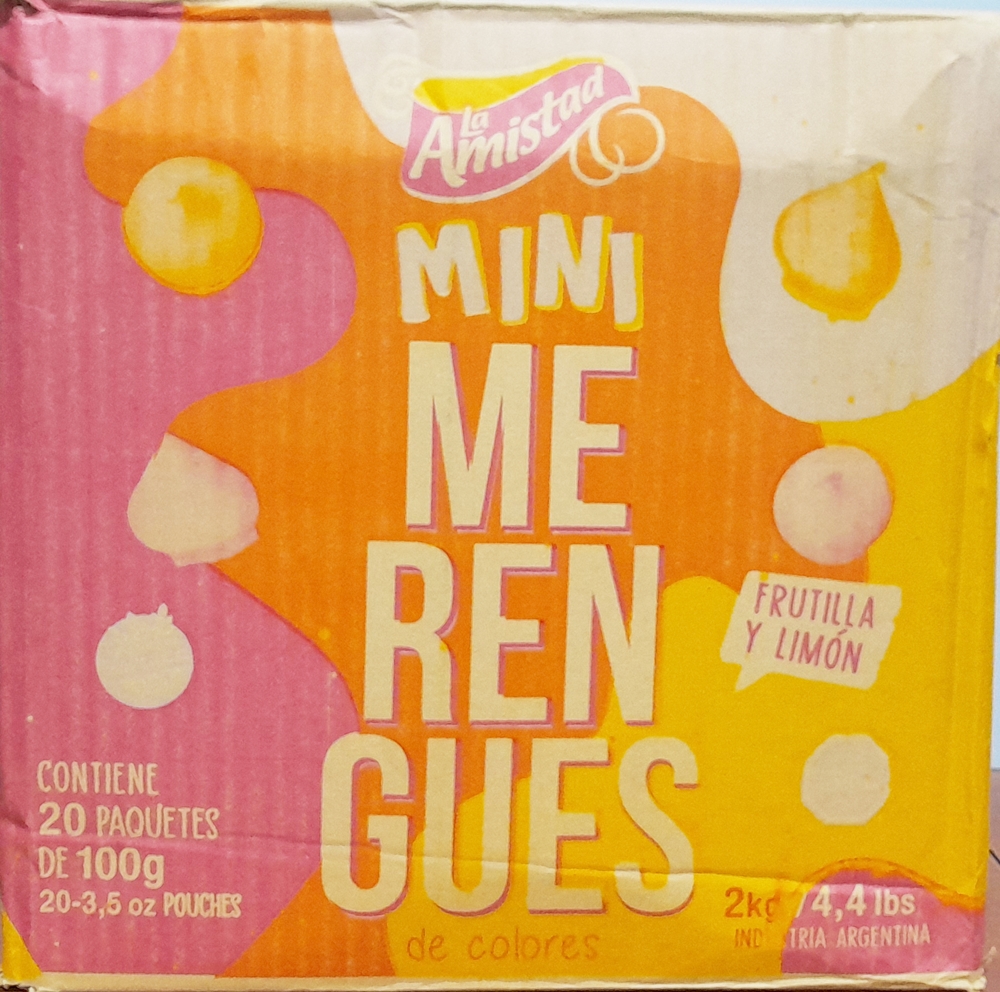 La
Amistad
MINI
ME
REN
GUES
de colores
FRUTILLA
Y LIMÓN
CONTIENE
20 PAQUETES
DE 100g
20-3,5 oz POUCHES
2kg / 4,4 lbs
INDUSTRIA ARGENTINA